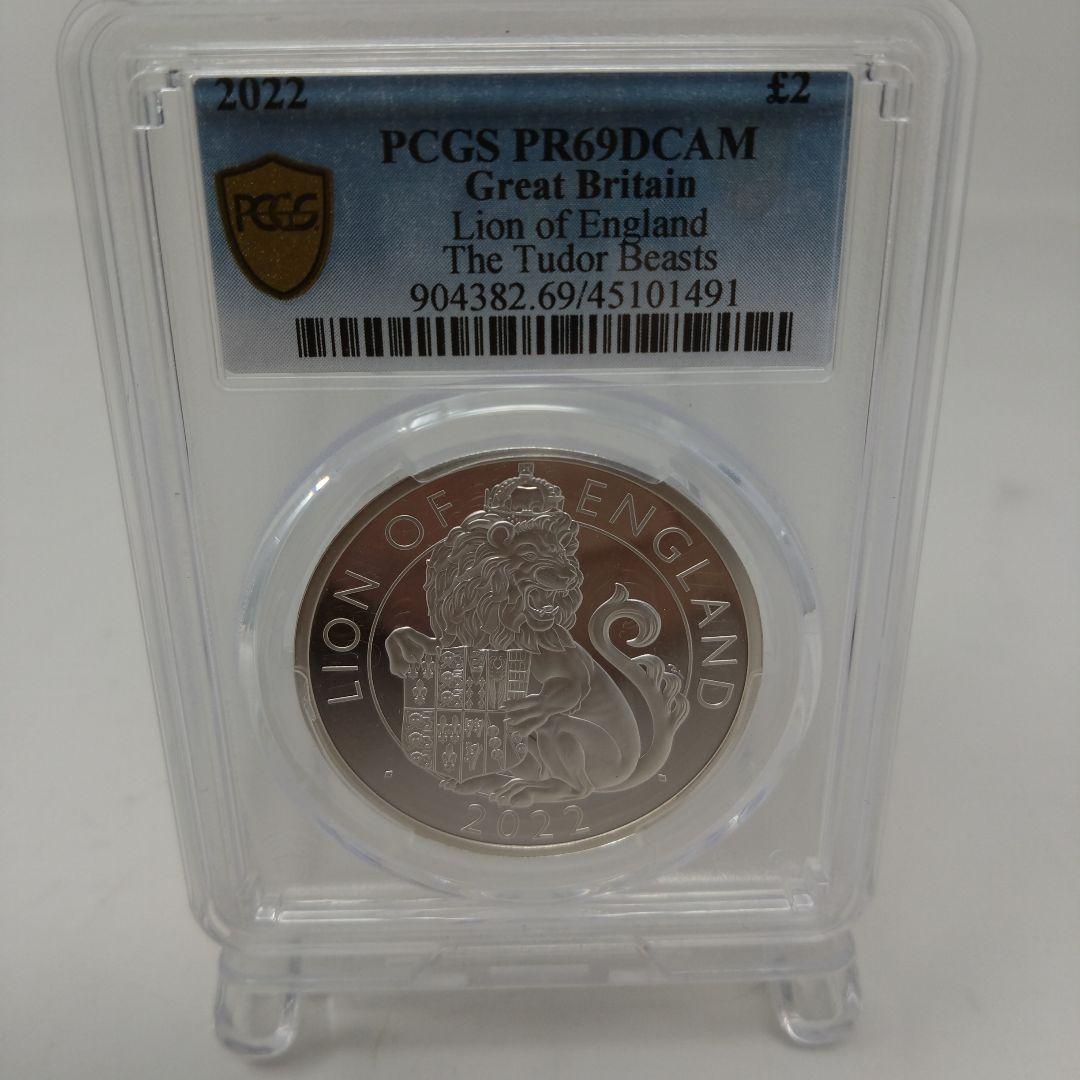 2022 £2
PCGS PR69DCAM
Great Britain
PCGS
Lion of England
The Tudor Beasts
904382.69/45101491
LION OF ENGLAND
2022